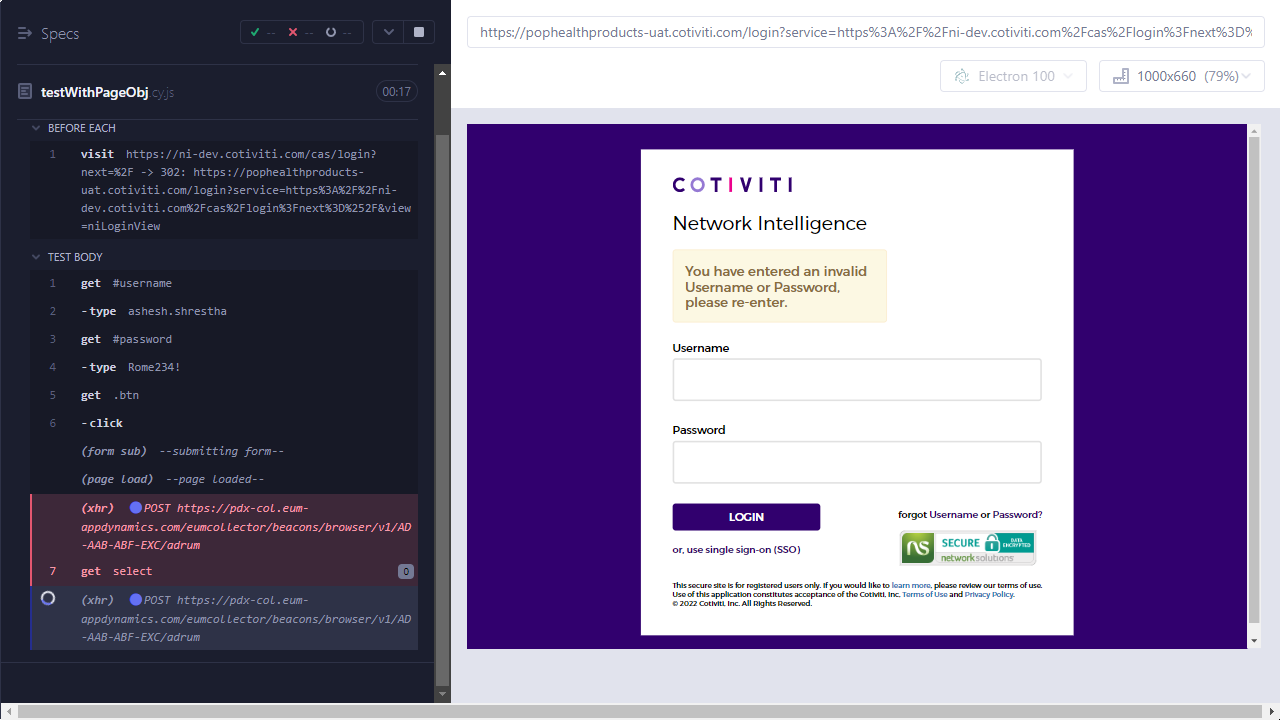 Specs
--
--
--
testWithPageObj.cy.js
00:17
BEFORE EACH
1 visit https://ni-dev.cotiviti.com/cas/login?
next=%2F -> 302: https://pophealthproducts-
uat.cotiviti.com/login?service=https%3A%2F%2Fni-
dev.cotiviti.com%2Fcas%2Flogin%3Fnext%3D%252F&view
=niLoginView
TEST BODY
1 get #username
2 -type ashesh.shrestha
3 get #password
4 -type Rome234!
5 get .btn
6 -click
(form sub) --submitting form--
(page load) --page loaded--
(xhr) POST https://pdx-col.eum-
appdynamics.com/eumcollector/beacons/browser/v1/AD
-AAB-ABF-EXC/adrum
7 get select 0
(xhr) POST https://pdx-col.eum-
appdynamics.com/eumcollector/beacons/browser/v1/AD
-AAB-ABF-EXC/adrum
https://pophealthproducts-uat.cotiviti.com/login?service=https%3A%2F%2Fni-dev.cotiviti.com%2Fcas%2Flogin%3Fnext%3D%
Electron 100
1000x660 (79%)
COTIVITI
Network Intelligence
You have entered an invalid
Username or Password,
please re-enter.
Username
Password
LOGIN
forgot Username or Password?
or, use single sign-on (SSO)
ns SECURE DATA ENCRYPTED
networksolutions
This secure site is for registered users only. If you would like to learn more, please review our terms of use.
Use of this application constitutes acceptance of the Cotiviti, Inc. Terms of Use and Privacy Policy.
© 2022 Cotiviti, Inc. All Rights Reserved.